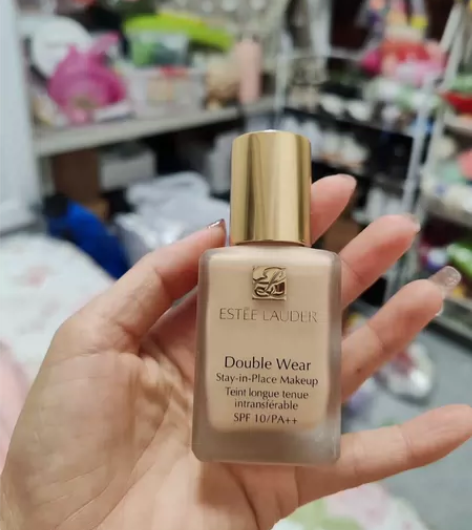 ESTĒE LAUDER
Double Wear
Stay-in-Place Makeup
Teint longue tenue
intransférable
SPF 10/PA++